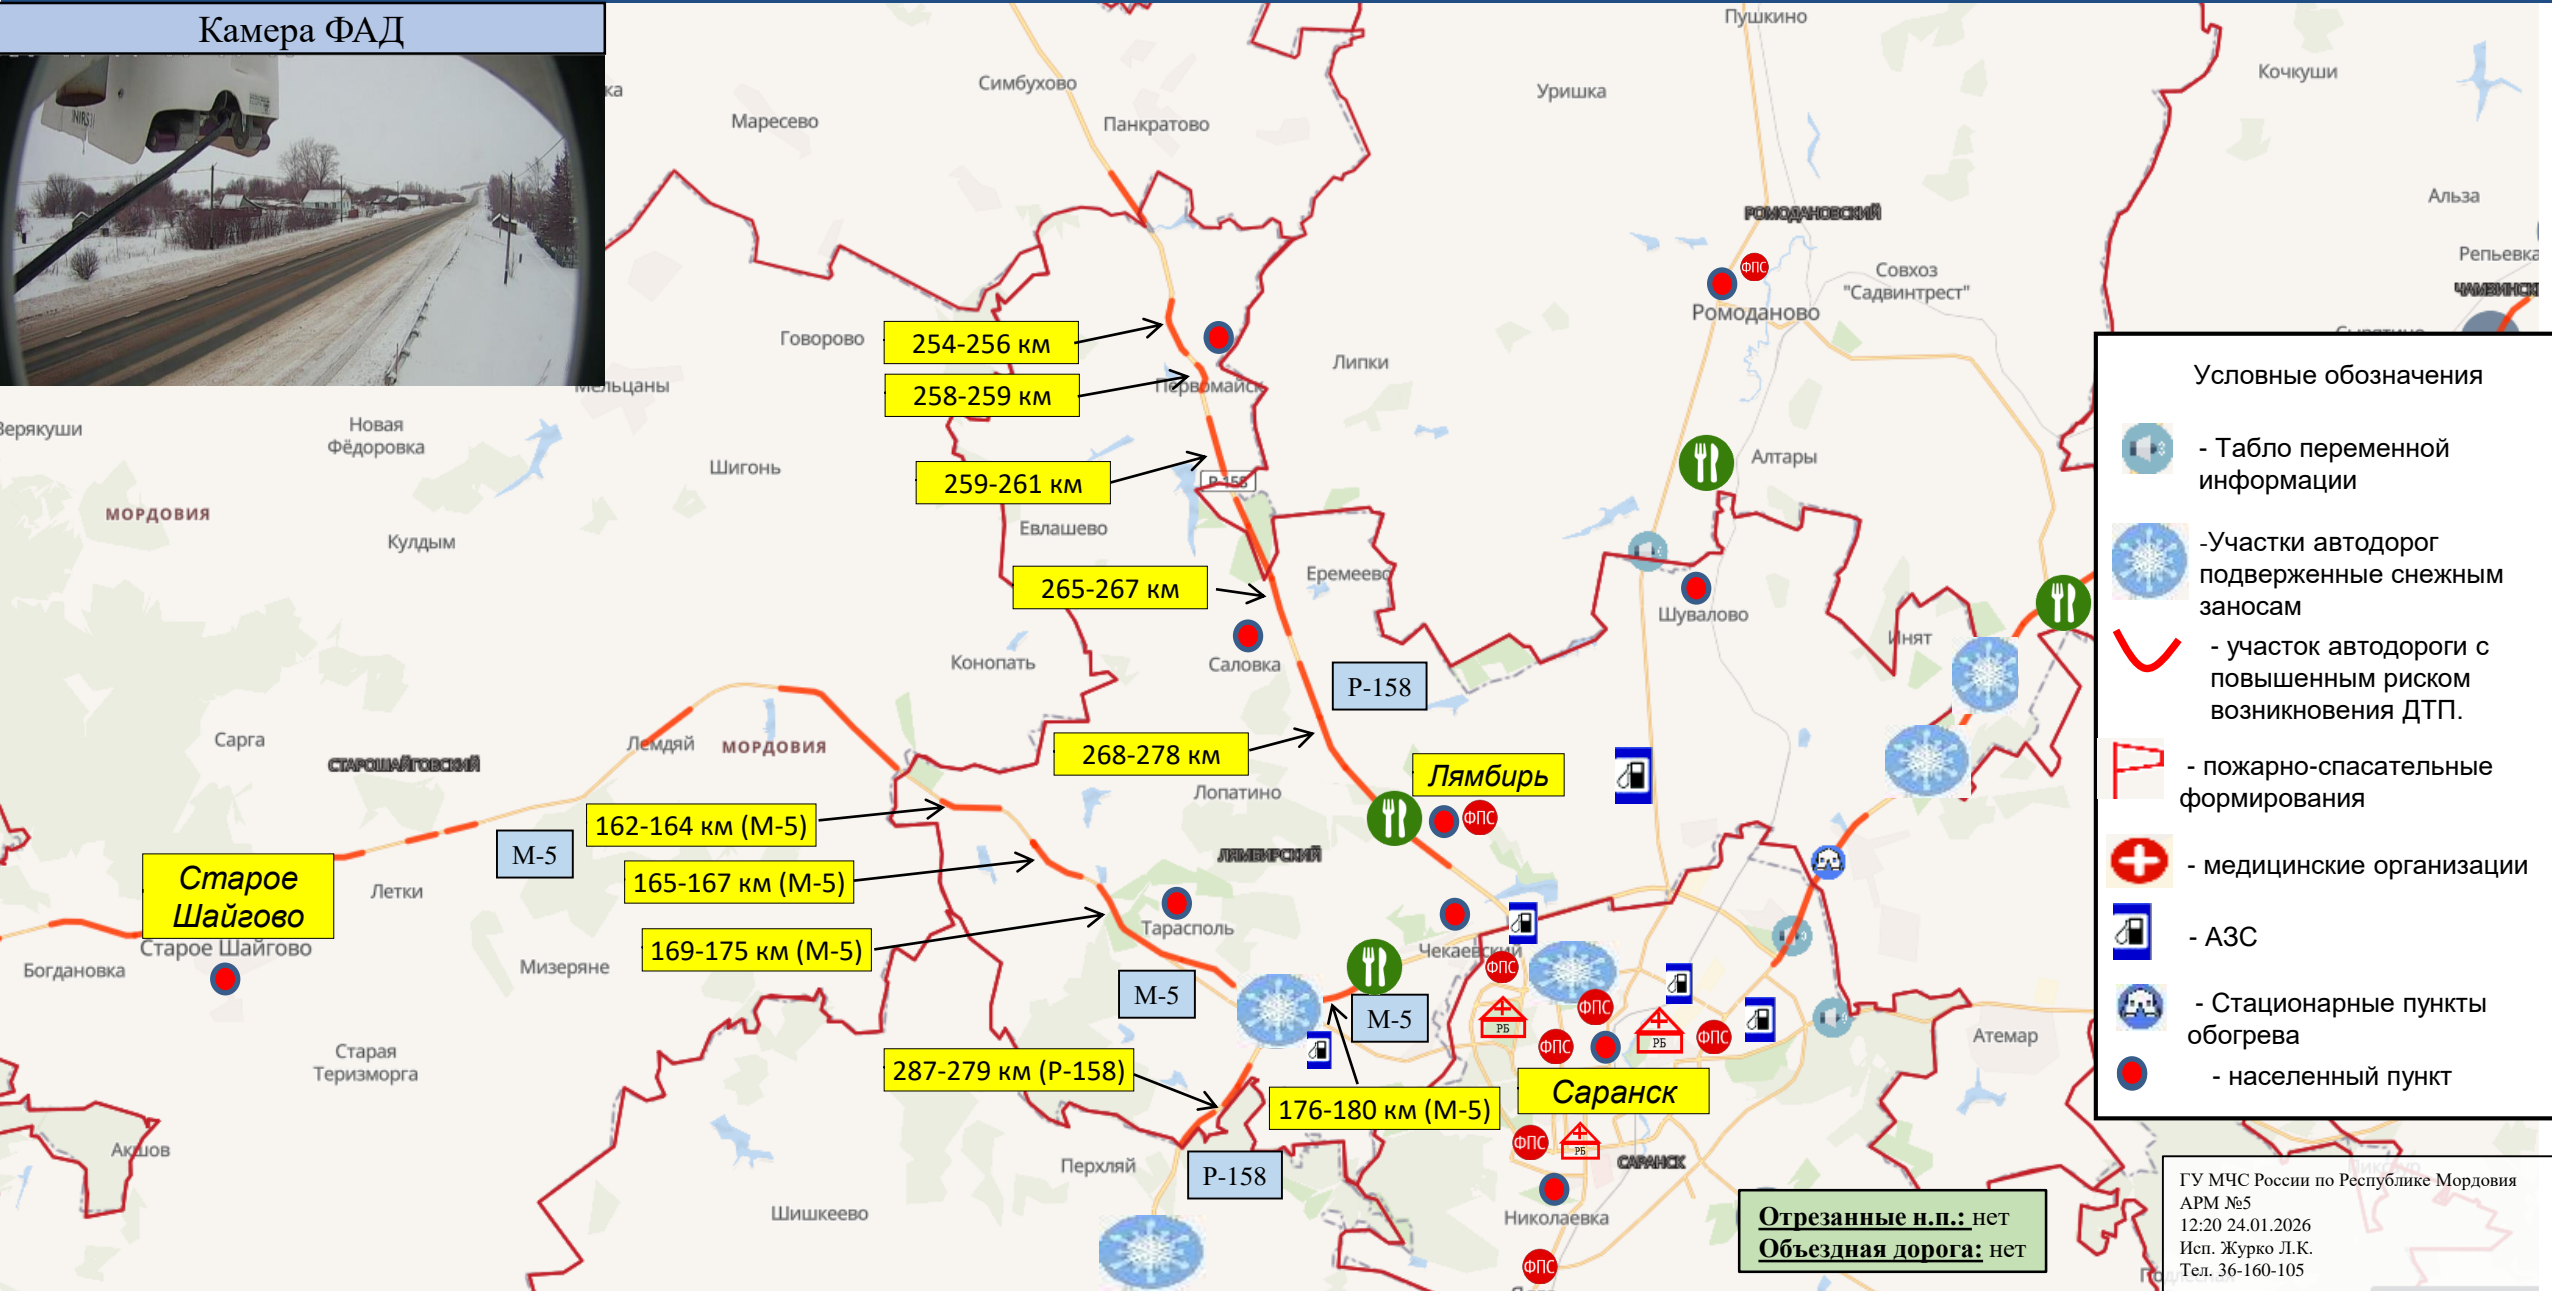 Камера ФАД
Пушкино
Симбухово
Кочкуши
Уришка
Маресево
Панкратово
Альза
РОМОДАНОВСКИЙ
Репьевка
ФПС
Совхоз
"Садвинтрест"
Ромоданово
Говорово
254-256 км
Липки
258-259 км
Первомайск
Новая
Фёдоровка
Шигонь
Алтары
259-261 км
Р-158
МОРДОВИЯ
Евлашево
Кулдым
Еремеево
265-267 км
Шувалово
Инят
Конопать
Саловка
Р-158
Сарга
Лемдяй
МОРДОВИЯ
СТАРОШАЙГОВСКИЙ
268-278 км
Лямбирь
Лопатино
ФПС
162-164 км (М-5)
М-5
ЛЯМБИРСКИЙ
Старое
Шайгово
165-167 км (М-5)
Летки
Тарасполь
Чекаевский
169-175 км (М-5)
Старое Шайгово
Богдановка
Мизеряне
ФПС
М-5
М-5
ФПС
РБ
РБ
ФПС
ФПС
Атемар
Старая
Теризморга
287-279 км (Р-158)
176-180 км (М-5)
Саранск
Акшов
ФПС
РБ
Перхляй
Р-158
САРАНСК
Шишкеево
Николаевка
ФПС
Отрезанные н.п.: нет
Объездная дорога: нет
Условные обозначения
- Табло переменной
информации
-Участки автодорог
подверженные снежным
заносам
- участок автодороги с
повышенным риском
возникновения ДТП.
- пожарно-спасательные
формирования
- медицинские организации
- АЗС
- Стационарные пункты
обогрева
- населенный пункт
ГУ МЧС России по Республике Мордовия
АРМ №5
12:20 24.01.2026
Исп. Журко Л.К.
Тел. 36-160-105